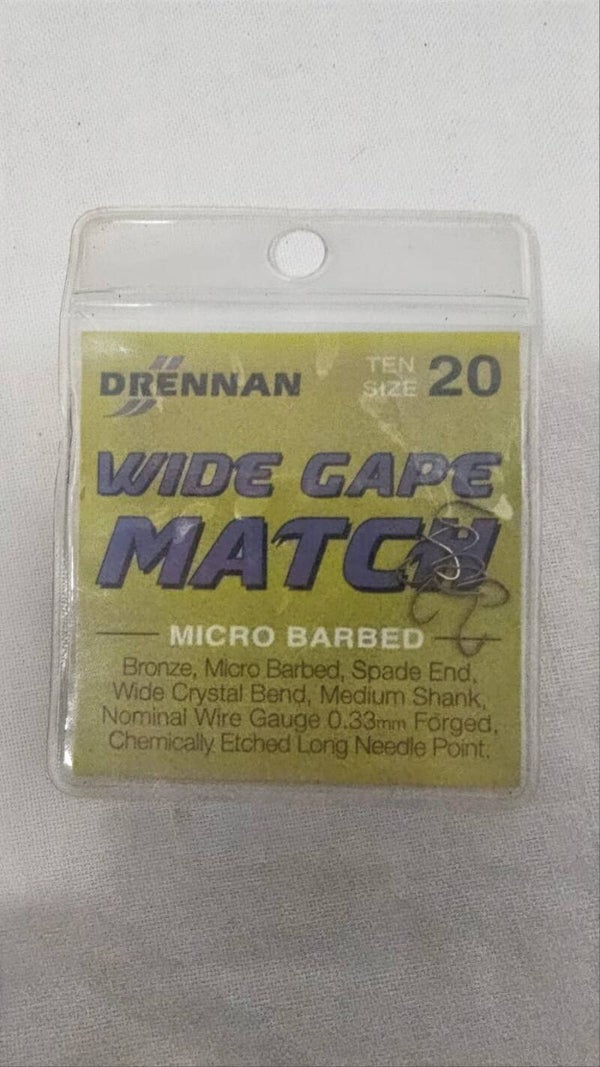 DRENNAN
TEN
SIZE 20
WIDE GAPE
MATCH
MICRO BARBED
Bronze, Micro Barbed, Spade End,
Wide Crystal Bend, Medium Shank,
Nominal Wire Gauge 0.33mm Forged,
Chemically Etched Long Needle Point.